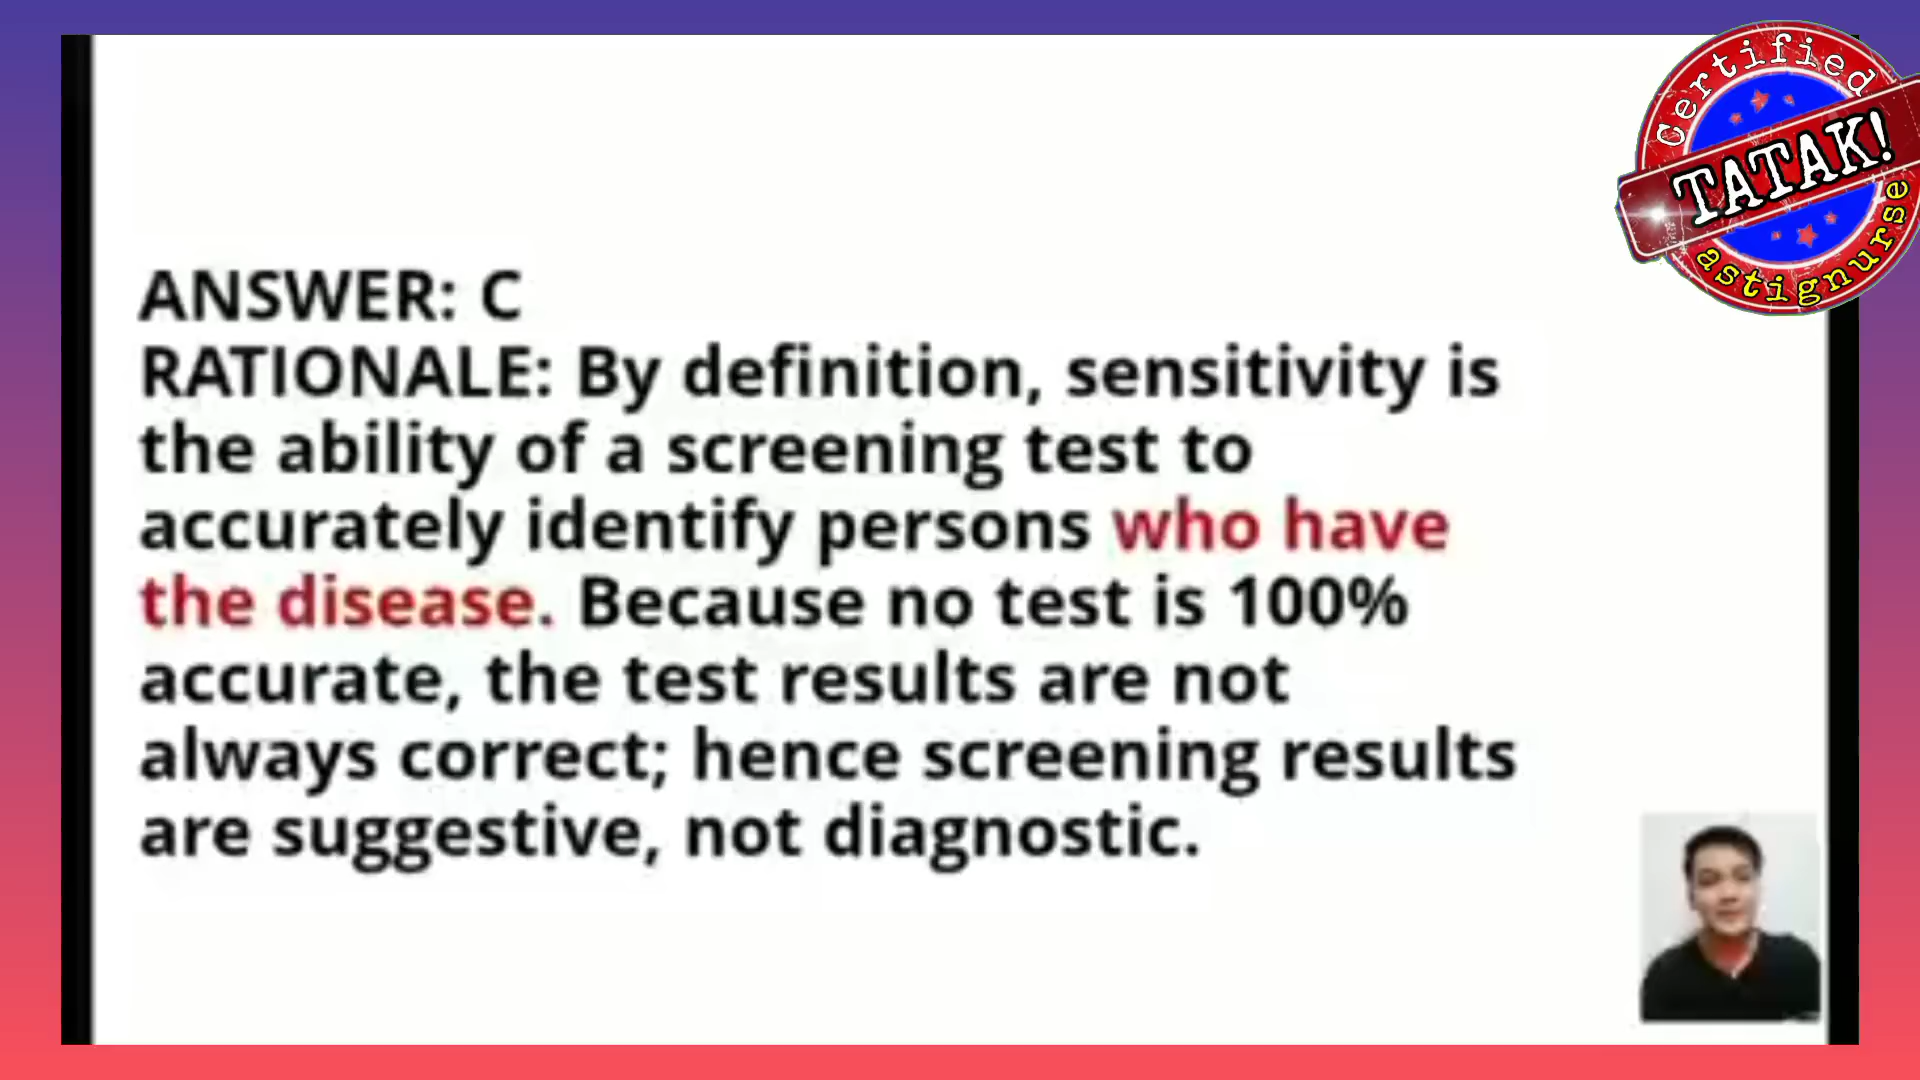 Certified
TATAK!
astignurse
ANSWER: C
RATIONALE: By definition, sensitivity is
the ability of a screening test to
accurately identify persons who have
the disease. Because no test is 100%
accurate, the test results are not
always correct; hence screening results
are suggestive, not diagnostic.